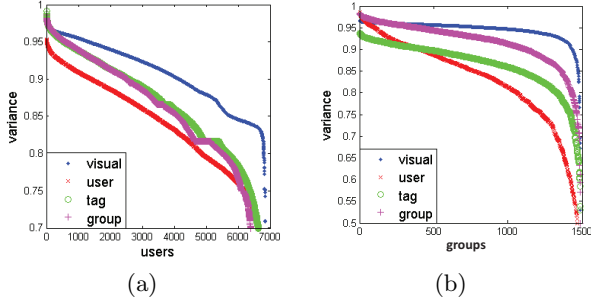 1
0.95
0.9
0.85
0.8
0.75
0.7
variance
visual
user
tag
group
0 1000 2000 3000 4000 5000 6000 7000
users
(a)
1
0.95
0.9
0.85
0.8
0.75
0.7
0.65
0.6
0.55
0.5
variance
visual
user
tag
group
0 500 1000 1500
groups
(b)